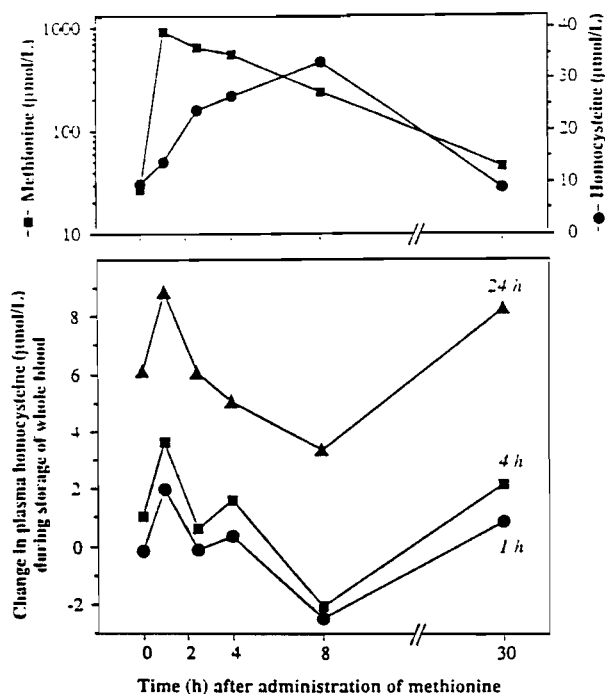 -■- Methionine (µmol/L)
1000
100
10
40
30
20
10
0
-●- Homocysteine (µmol/L)
Change in plasma homocysteine (µmol/L)
during storage of whole blood
8
6
4
2
0
-2
24 h
4 h
1 h
0 2 4 8 30
Time (h) after administration of methionine